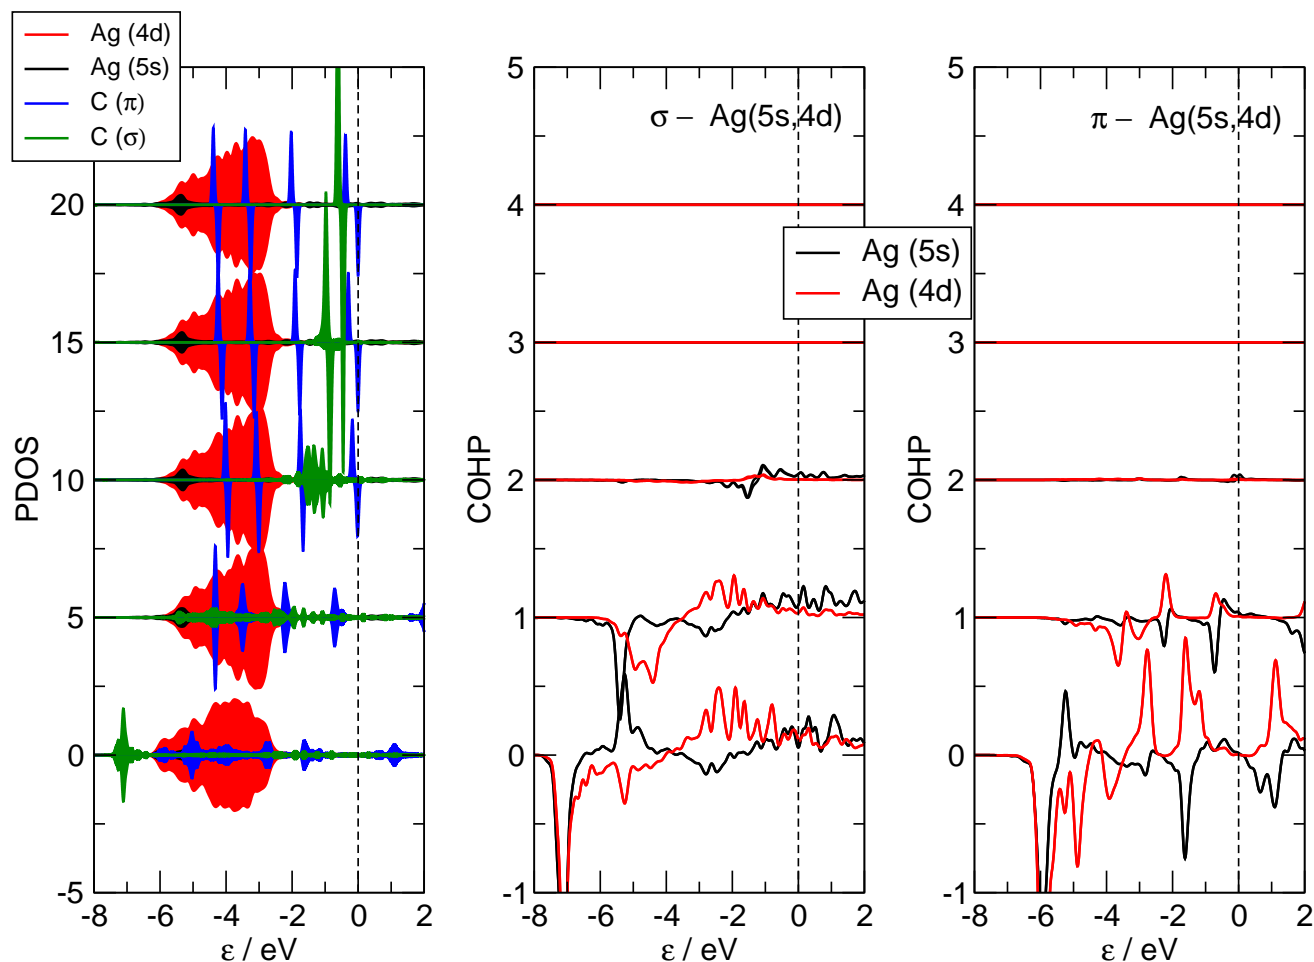 Ag (4d)
Ag (5s)
C (π)
C (σ)
20
15
10
5
0
-5
PDOS
-8
-6
-4
-2
0
2
ε / eV
σ – Ag(5s,4d)
5
4
3
2
1
0
-1
COHP
-8
-6
-4
-2
0
2
ε / eV
Ag (5s)
Ag (4d)
π – Ag(5s,4d)
5
4
3
2
1
0
-1
COHP
-8
-6
-4
-2
0
2
ε / eV